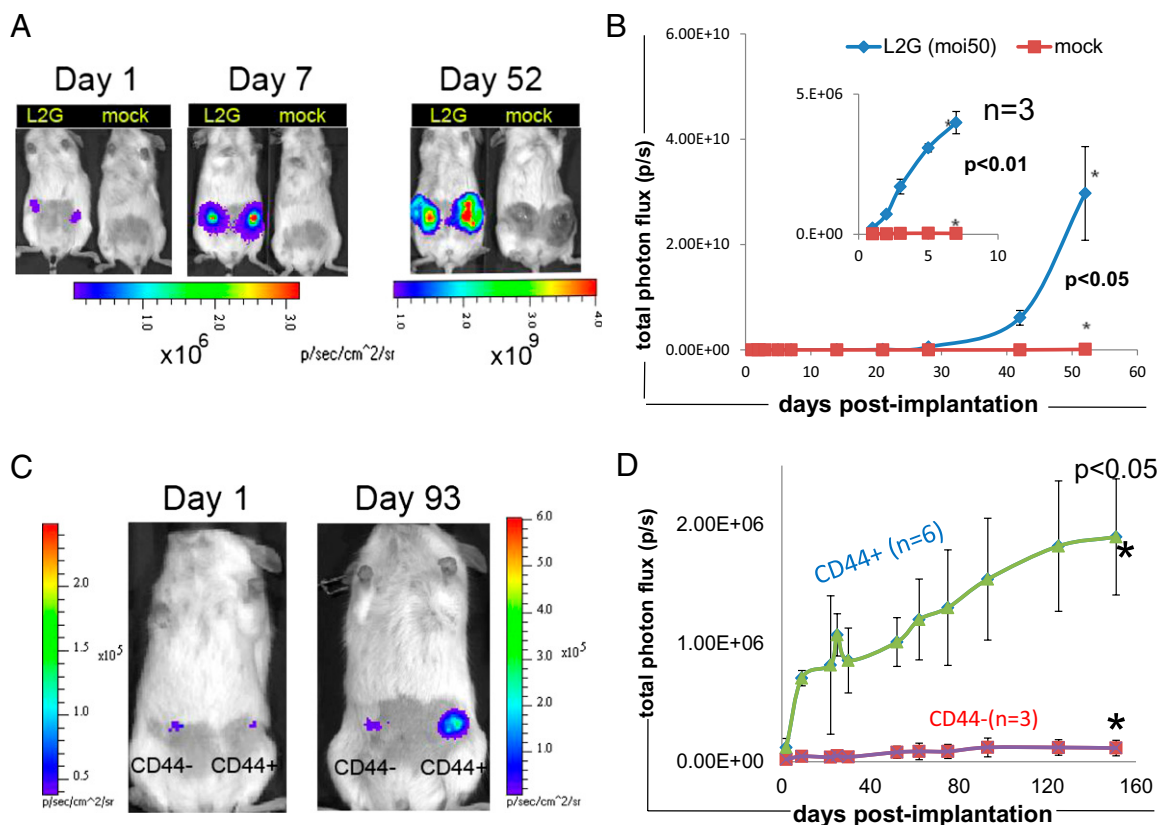 A
Day 1
Day 7
Day 52
L2G mock
L2G mock
L2G mock
1.0
2.0
3.0
x10^6
p/sec/cm^2/sr
1.0
2.0
3.0
4.0
x10^9
B
total photon flux (p/s)
6.00E+10
4.00E+10
2.00E+10
0.00E+00
L2G (moi50)
mock
5.E+06
0.E+00
0
5
10
n=3
*
p<0.01
*
*
p<0.05
*
0
10
20
30
40
50
60
days post-implantation
C
Day 1
Day 93
2.0
1.5
1.0
0.5
x10^5
p/sec/cm^2/sr
CD44- CD44+
CD44- CD44+
6.0
5.0
4.0
3.0
2.0
1.0
x10^5
p/sec/cm^2/sr
D
total photon flux (p/s)
2.00E+06
1.00E+06
0.00E+00
p<0.05
CD44+ (n=6)
*
CD44-(n=3)
*
0
40
80
120
160
days post-implantation